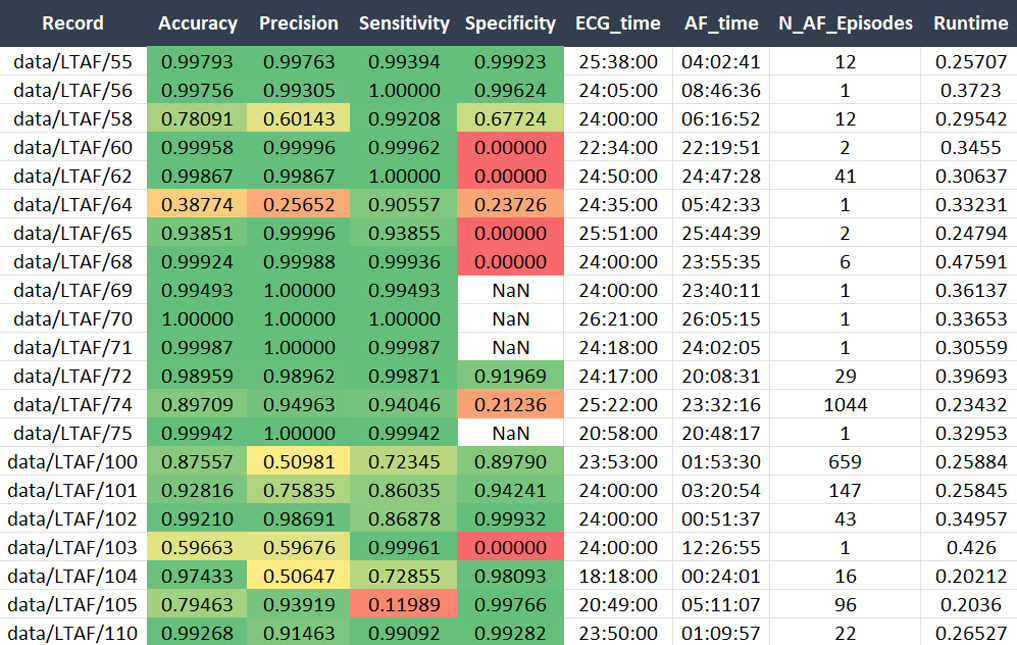 Record Accuracy Precision Sensitivity Specificity ECG_time AF_time N_AF_Episodes Runtime
data/LTAF/55 0.99793 0.99763 0.99394 0.99923 25:38:00 04:02:41 12 0.25707
data/LTAF/56 0.99756 0.99305 1.00000 0.99624 24:05:00 08:46:36 1 0.3723
data/LTAF/58 0.78091 0.60143 0.99208 0.67724 24:00:00 06:16:52 12 0.29542
data/LTAF/60 0.99958 0.99996 0.99962 0.00000 22:34:00 22:19:51 2 0.3455
data/LTAF/62 0.99867 0.99867 1.00000 0.00000 24:50:00 24:47:28 41 0.30637
data/LTAF/64 0.38774 0.25652 0.90557 0.23726 24:35:00 05:42:33 1 0.33231
data/LTAF/65 0.93851 0.99996 0.93855 0.00000 25:51:00 25:44:39 2 0.24794
data/LTAF/68 0.99924 0.99988 0.99936 0.00000 24:00:00 23:55:35 6 0.47591
data/LTAF/69 0.99493 1.00000 0.99493 NaN 24:00:00 23:40:11 1 0.36137
data/LTAF/70 1.00000 1.00000 1.00000 NaN 26:21:00 26:05:15 1 0.33653
data/LTAF/71 0.99987 1.00000 0.99987 NaN 24:18:00 24:02:05 1 0.30559
data/LTAF/72 0.98959 0.98962 0.99871 0.91969 24:17:00 20:08:31 29 0.39693
data/LTAF/74 0.89709 0.94963 0.94046 0.21236 25:22:00 23:32:16 1044 0.23432
data/LTAF/75 0.99942 1.00000 0.99942 NaN 20:58:00 20:48:17 1 0.32953
data/LTAF/100 0.87557 0.50981 0.72345 0.89790 23:53:00 01:53:30 659 0.25884
data/LTAF/101 0.92816 0.75835 0.86035 0.94241 24:00:00 03:20:54 147 0.25845
data/LTAF/102 0.99210 0.98691 0.86878 0.99932 24:00:00 00:51:37 43 0.34957
data/LTAF/103 0.59663 0.59676 0.99961 0.00000 24:00:00 12:26:55 1 0.426
data/LTAF/104 0.97433 0.50647 0.72855 0.98093 18:18:00 00:24:01 16 0.20212
data/LTAF/105 0.79463 0.93919 0.11989 0.99766 20:49:00 05:11:07 96 0.2036
data/LTAF/110 0.99268 0.91463 0.99092 0.99282 23:50:00 01:09:57 22 0.26527